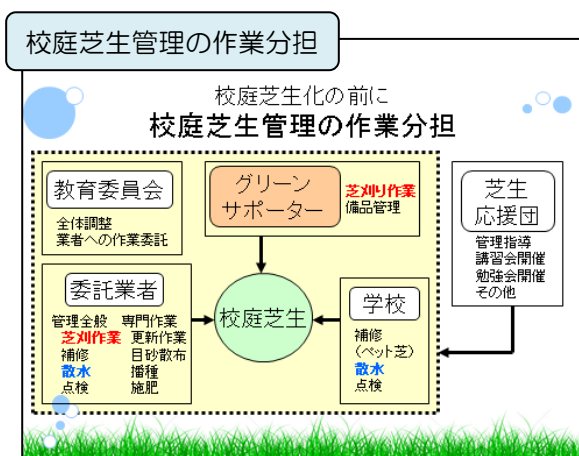 校庭芝生管理の作業分担
校庭芝生化の前に
校庭芝生管理の作業分担
教育委員会
全体調整
業者への作業委託
グリーン
サポーター
芝刈り作業
備品管理
芝生
応援団
管理指導
講習会開催
勉強会開催
その他
委託業者
管理全般 専門作業
芝刈作業 更新作業
補修 目砂散布
散水 播種
点検 施肥
校庭芝生
学校
補修
（ペット芝）
散水
点検